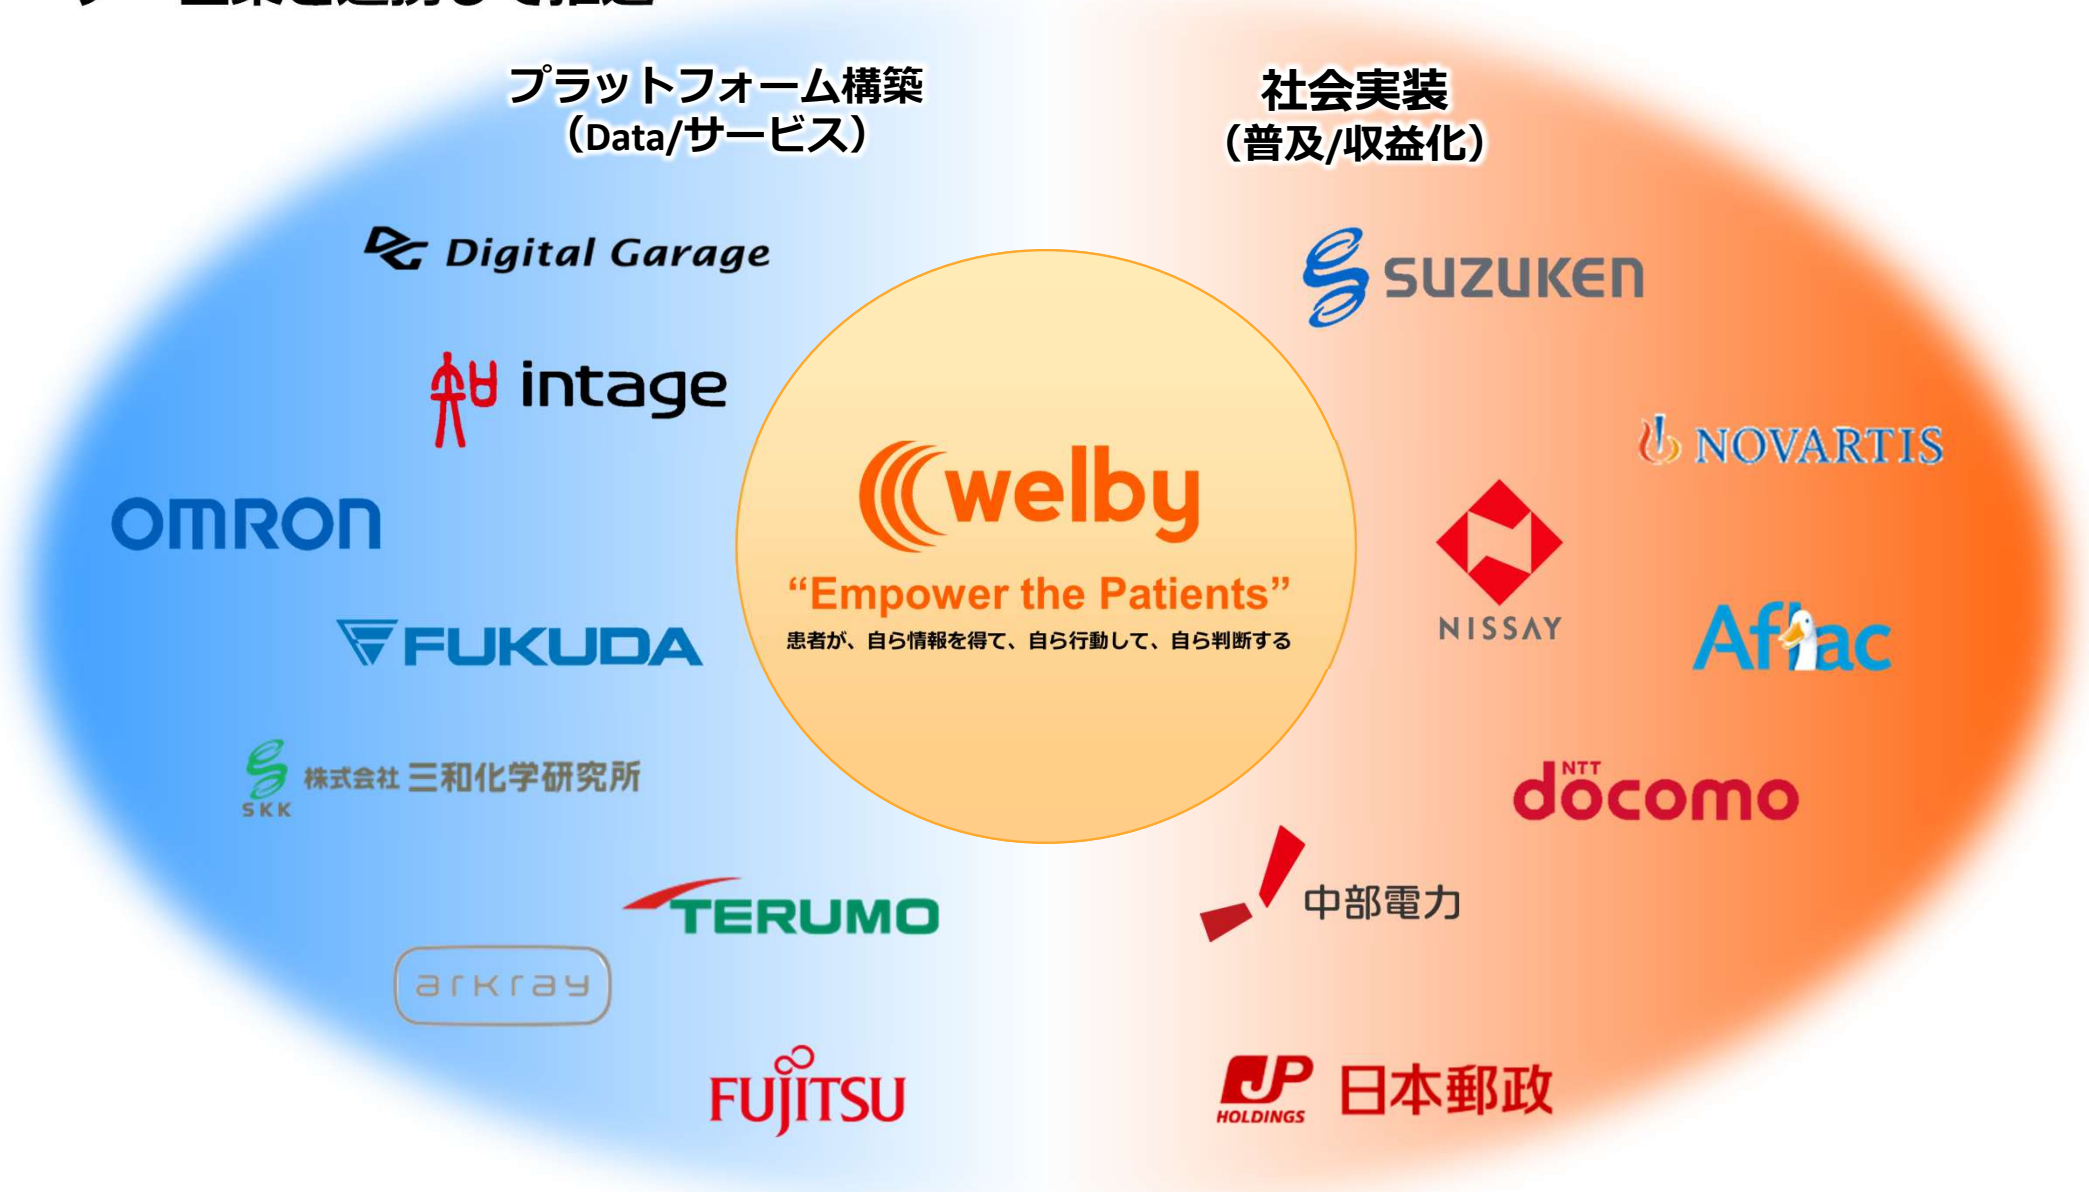 プラットフォーム構築
（Data/サービス）
社会実装
（普及/収益化）
DG Digital Garage
SUZUKEN
知 intage
NOVARTIS
welby
OMRON
NISSAY
“Empower the Patients”
患者が、自ら情報を得て、自ら行動して、自ら判断する
FUKUDA
Aflac
SKK 株式会社 三和化学研究所
NTT
docomo
中部電力
TERUMO
arkray
FUJITSU
JP
HOLDINGS
日本郵政